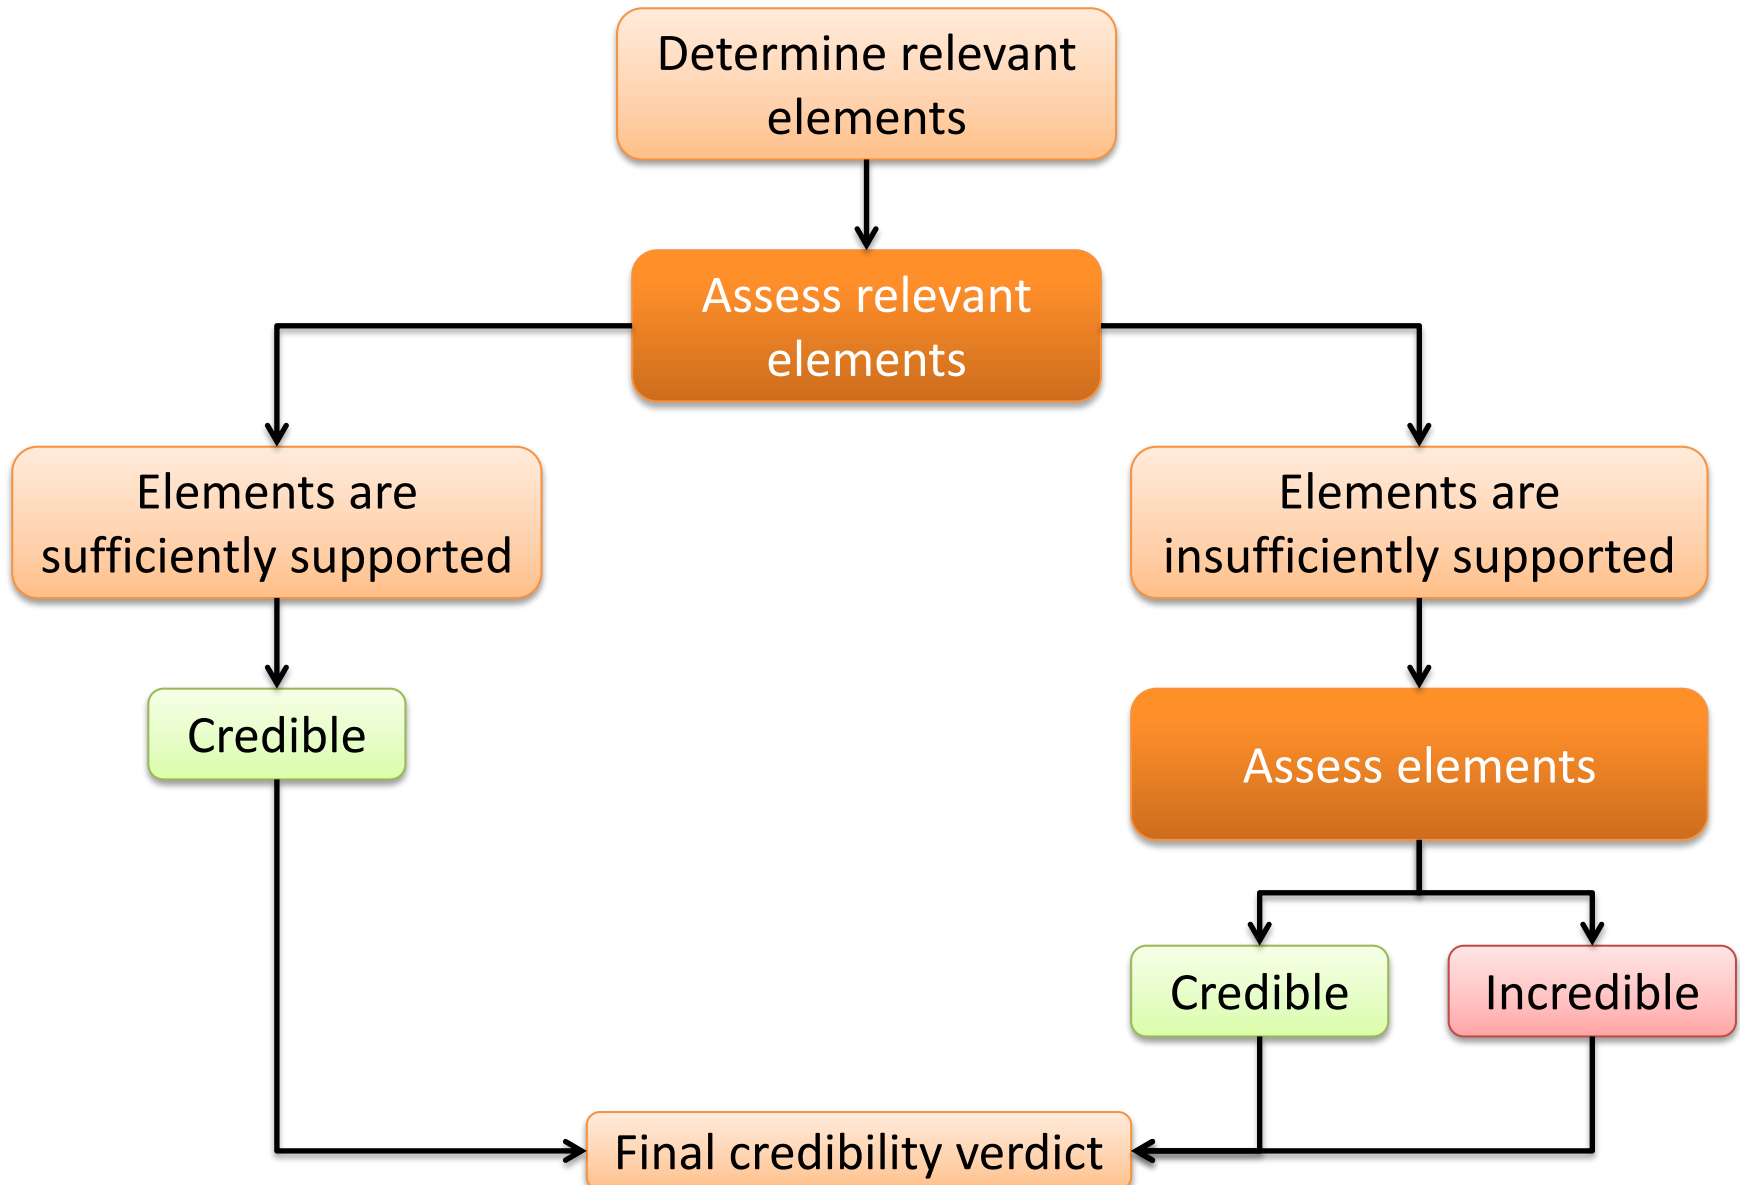 Determine relevant
elements
Assess relevant
elements
Elements are
sufficiently supported
Elements are
insufficiently supported
Credible
Assess elements
Credible
Incredible
Final credibility verdict